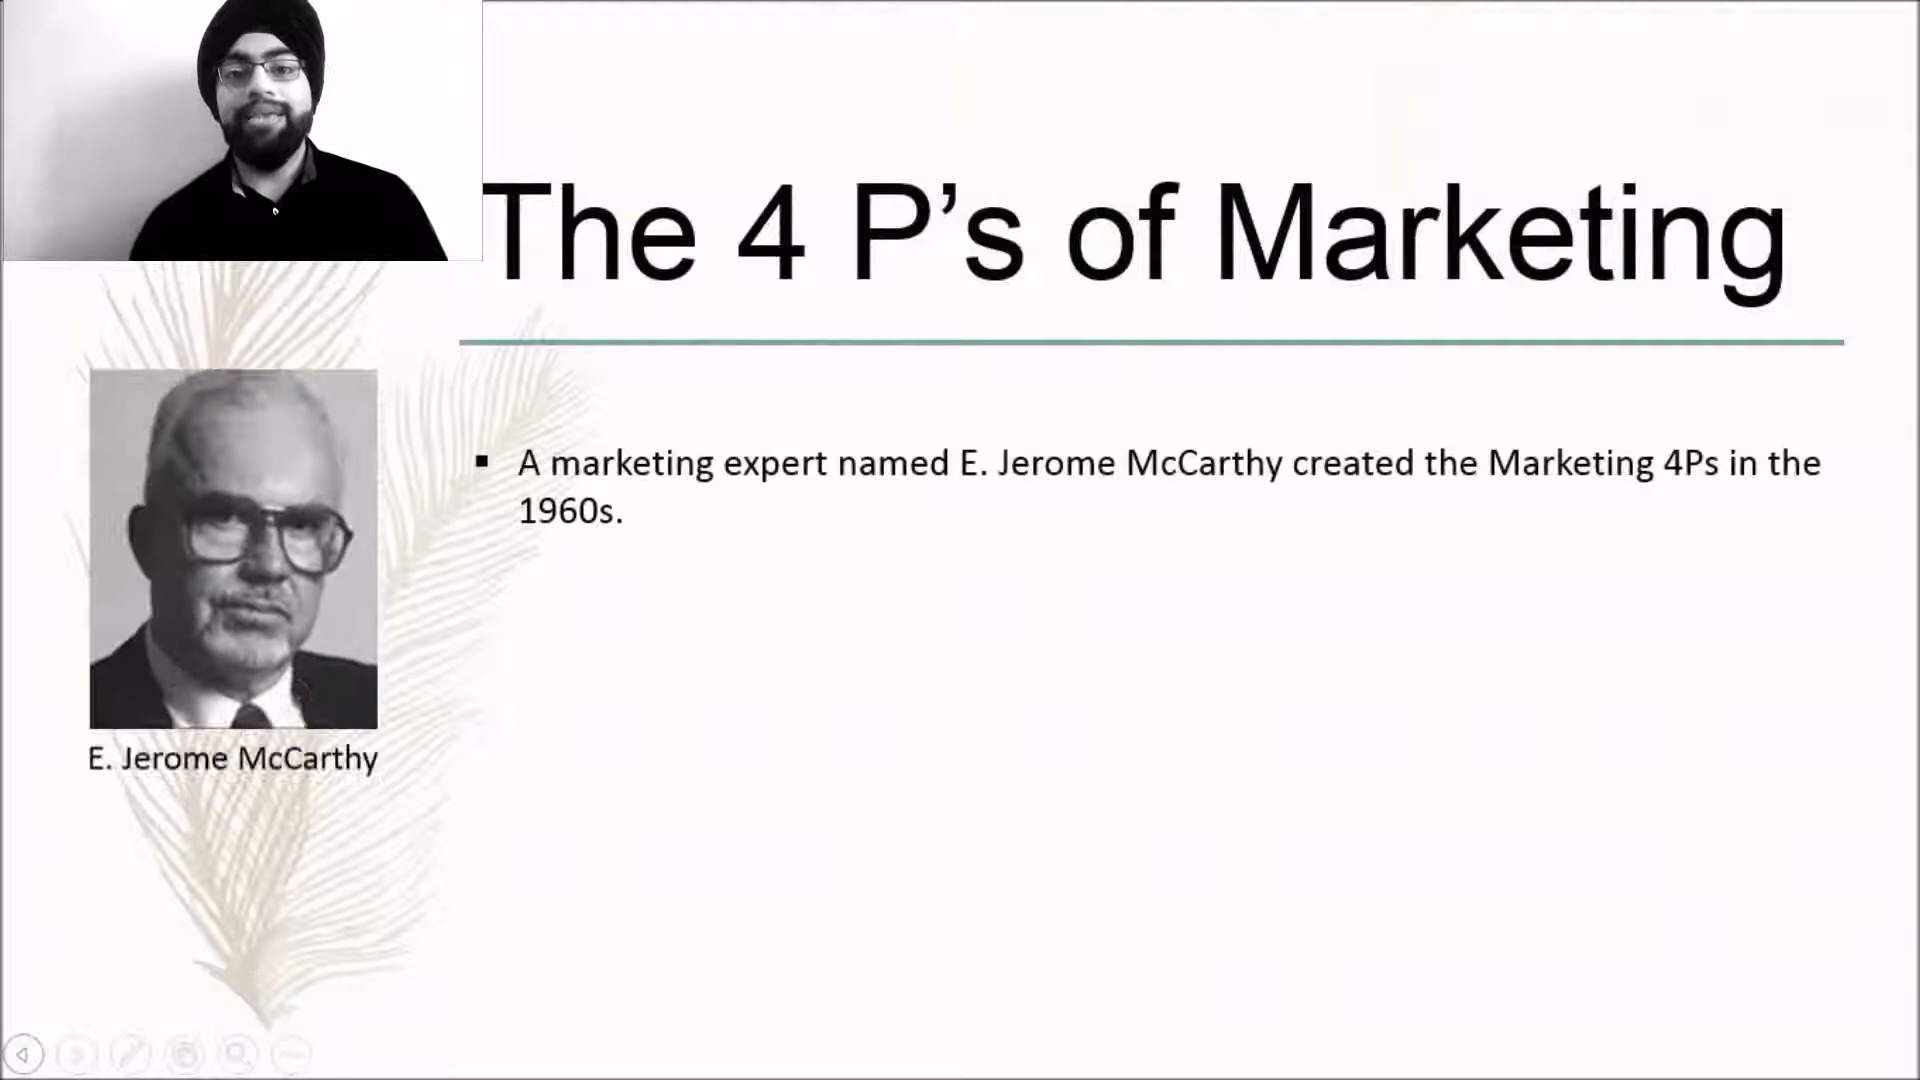 The 4 P’s of Marketing
▪ A marketing expert named E. Jerome McCarthy created the Marketing 4Ps in the
1960s.
E. Jerome McCarthy